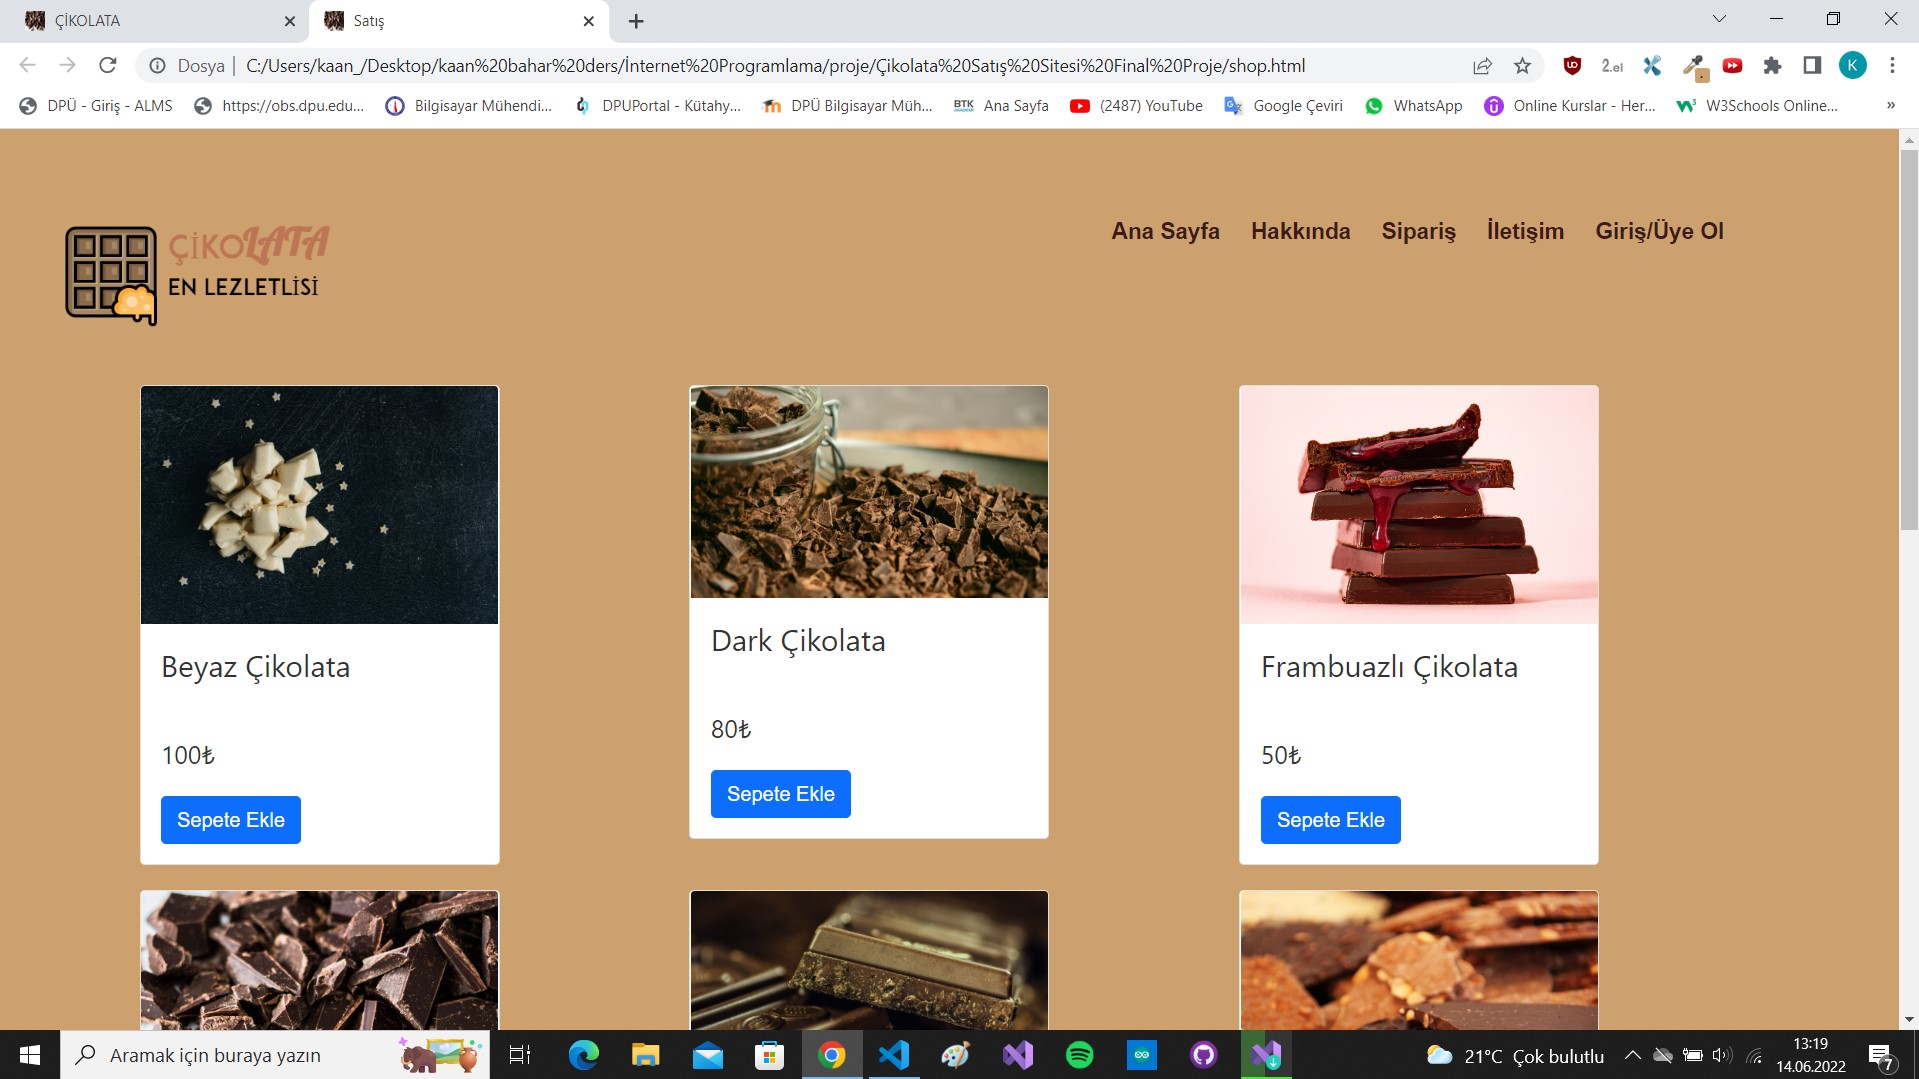 ÇİKOLATA
Satış
Dosya | C:/Users/kaan_/Desktop/kaan%20bahar%20ders/İnternet%20Programlama/proje/Çikolata%20Satış%20Sitesi%20Final%20Proje/shop.html
2.el
K
DPÜ - Giriş - ALMS
https://obs.dpu.edu...
Bilgisayar Mühendi...
DPUPortal - Kütahy...
DPÜ Bilgisayar Müh...
BTK AKADEMİ Ana Sayfa
(2487) YouTube
Google Çeviri
WhatsApp
Online Kurslar - Her...
W3Schools Online...
»
ÇİKOLATA
EN LEZLETLİSİ
Ana Sayfa
Hakkında
Sipariş
İletişim
Giriş/Üye Ol
Beyaz Çikolata
100₺
Sepete Ekle
Dark Çikolata
80₺
Sepete Ekle
Frambuazlı Çikolata
50₺
Sepete Ekle
Aramak için buraya yazın
21°C Çok bulutlu
13:19
14.06.2022
7